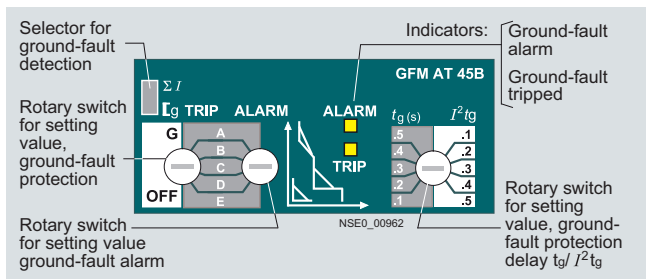 Selector for
ground-fault
detection
Rotary switch
for setting
value,
ground-fault
protection
Rotary switch
for setting value
ground-fault alarm
Indicators:
Ground-fault
alarm
Ground-fault
tripped
GFM AT 45B
Σ I
g TRIP ALARM
G
OFF
A
B
C
D
E
ALARM
TRIP
tg (s) I²tg
.5 .1
.4 .2
.3 .3
.2 .4
.1 .5
NSE0_00962
Rotary switch
for setting
value, ground-
fault protection
delay tg/ I²tg